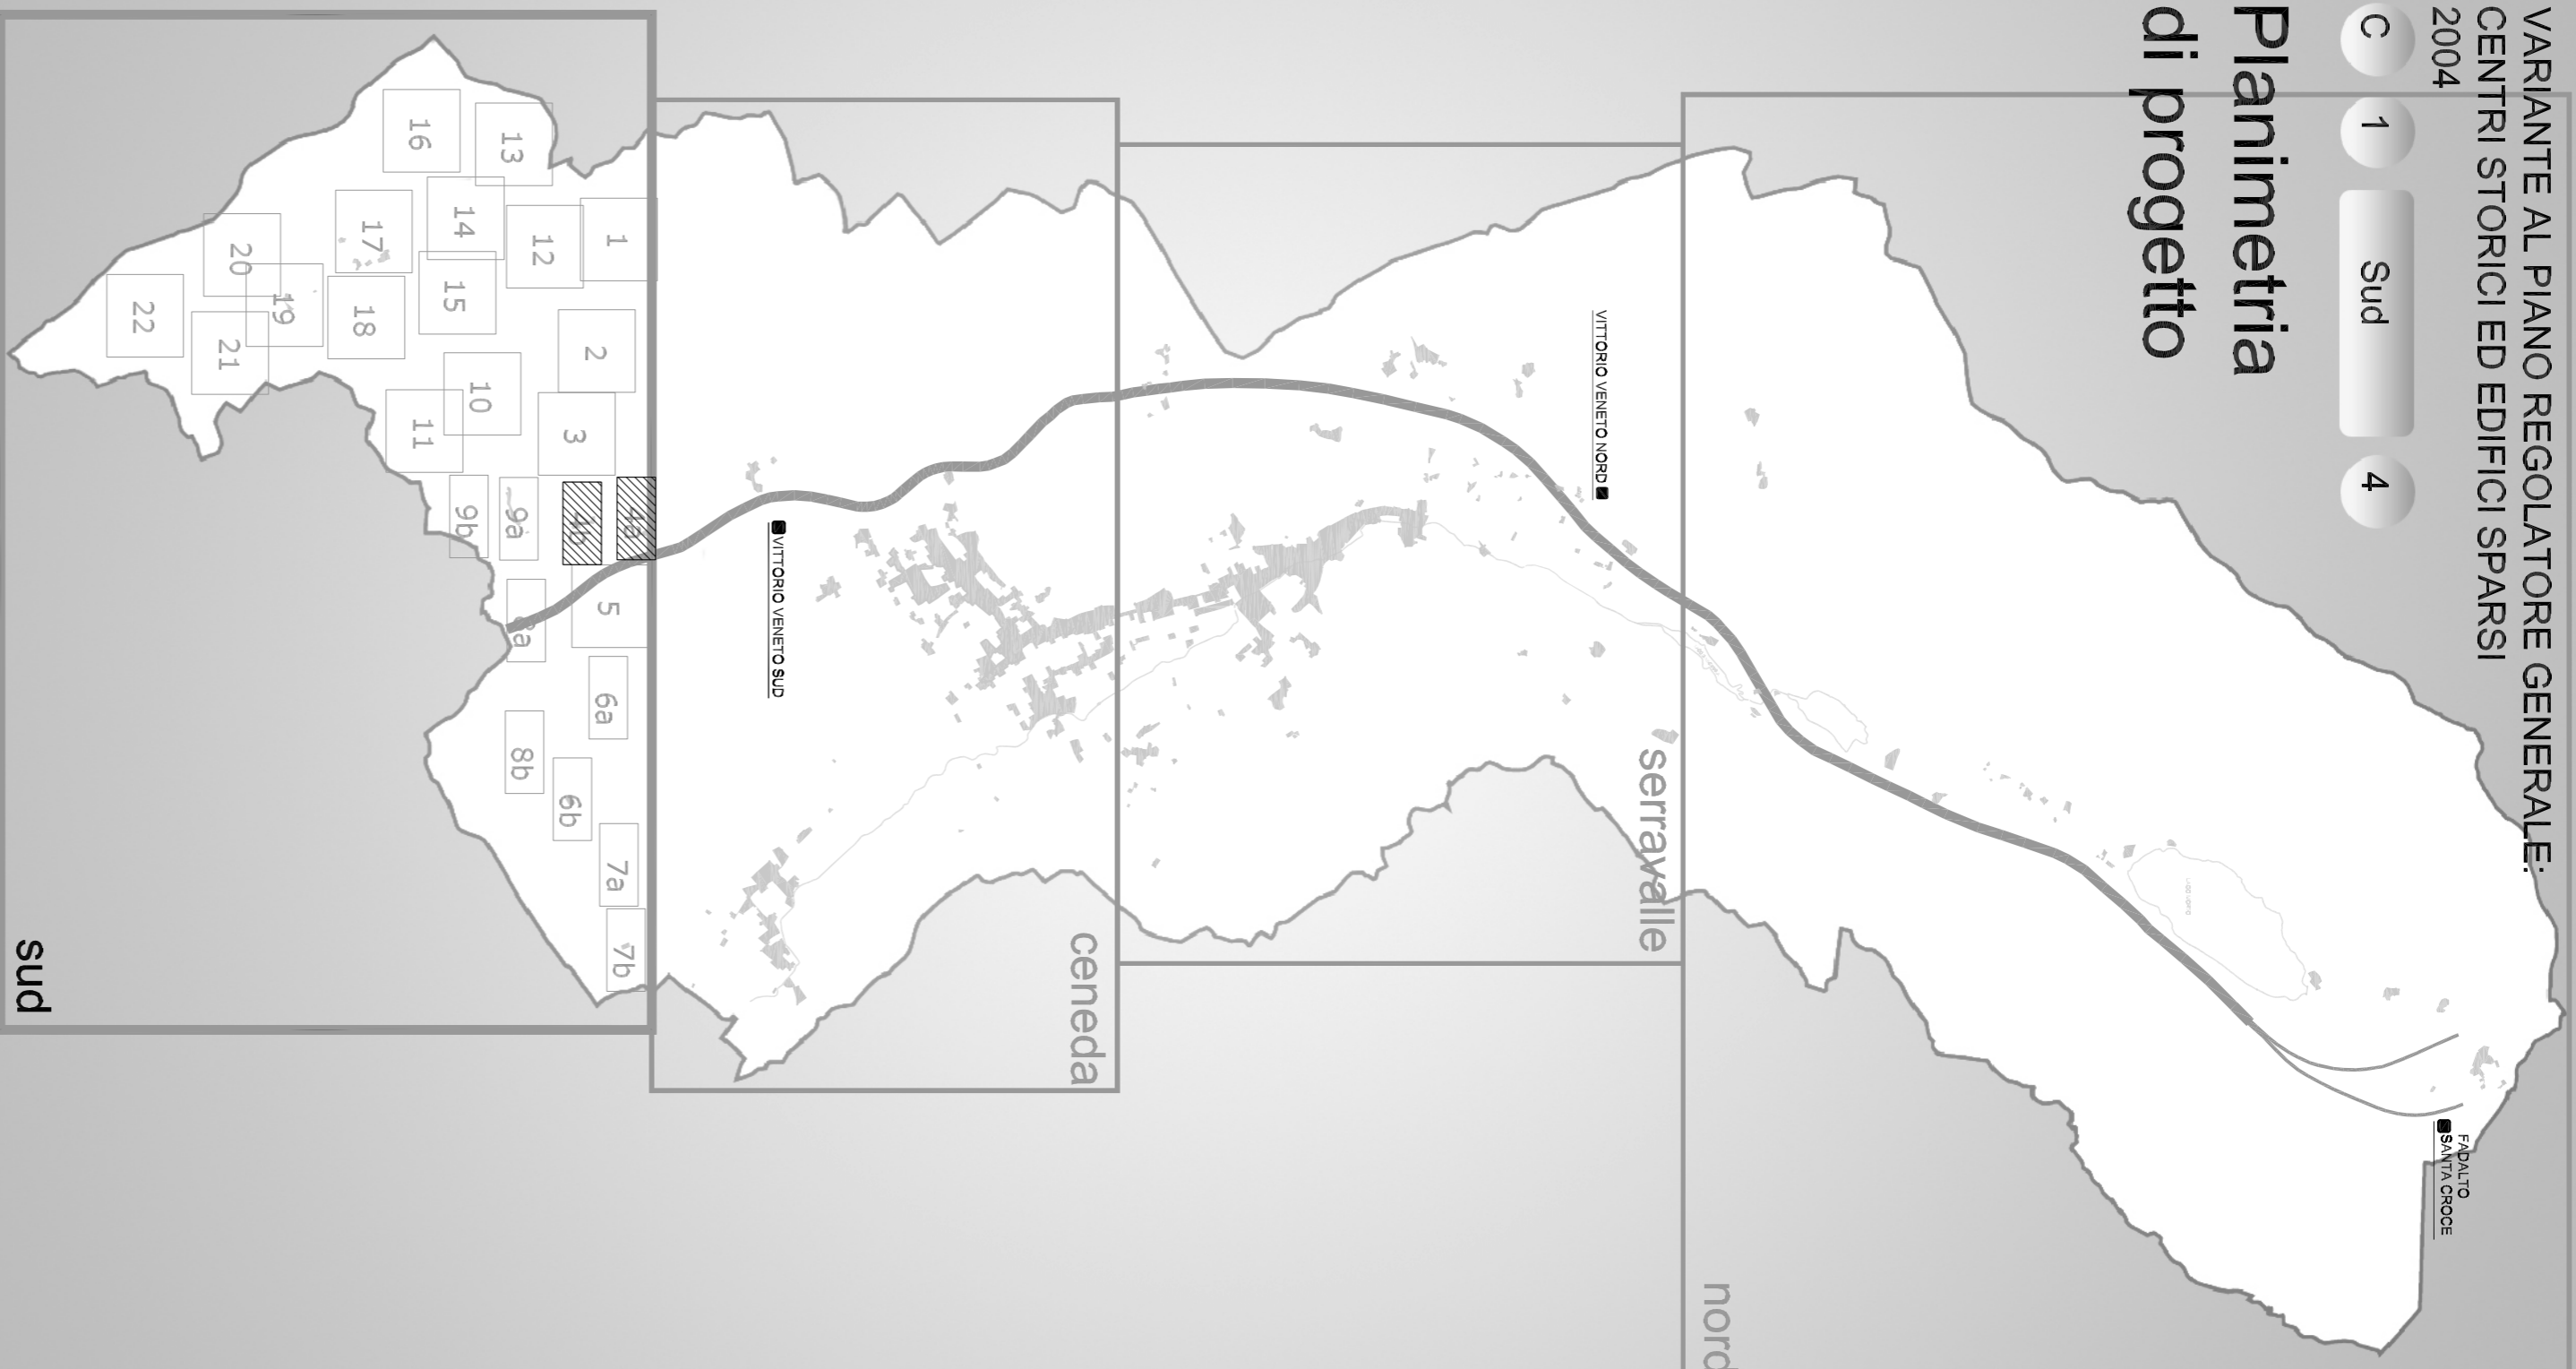 VARIANTE AL PIANO REGOLATORE GENERALE:
CENTRI STORICI ED EDIFICI SPARSI
2004
C 1 Sud 4
Planimetria
di progetto
FADALTO
SANTA CROCE
nord
serravalle
VITTORIO VENETO NORD
ceneda
VITTORIO VENETO SUD
1
2
3
4a
4b
5
6a
6b
7a
7b
8b
9a
9b
10
11
12
13
14
15
16
17
18
19
20
21
22
sud